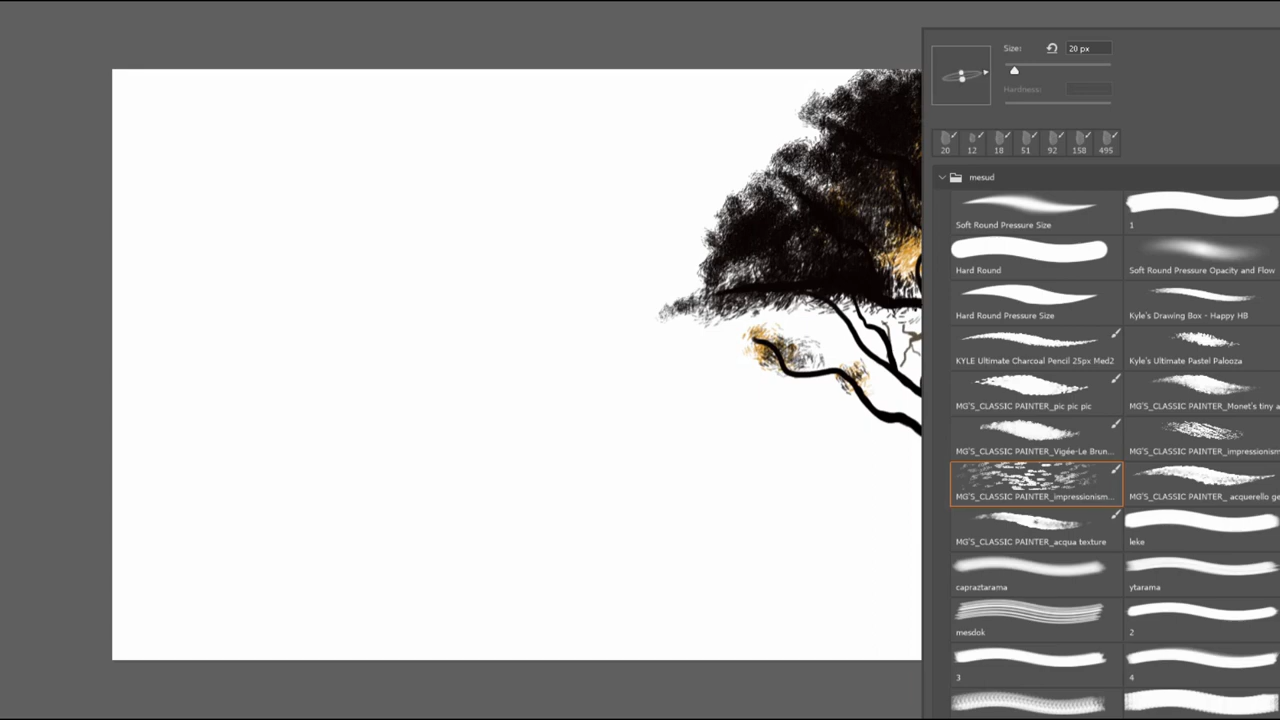 Size: 20 px
Hardness:
20 12 18 51 92 158 495
mesud
Soft Round Pressure Size 1
Hard Round Soft Round Pressure Opacity and Flow
Hard Round Pressure Size Kyle's Drawing Box - Happy HB
KYLE Ultimate Charcoal Pencil 25px Med2 Kyle's Ultimate Pastel Palooza
MG'S_CLASSIC PAINTER_pic pic pic MG'S_CLASSIC PAINTER_Monet's tiny a
MG'S_CLASSIC PAINTER_Vigée-Le Brun... MG'S_CLASSIC PAINTER_impressionism
MG'S_CLASSIC PAINTER_impressionism... MG'S_CLASSIC PAINTER_ acquerello ge
MG'S_CLASSIC PAINTER_acqua texture leke
capraztarama ytarama
mesdok 2
3 4